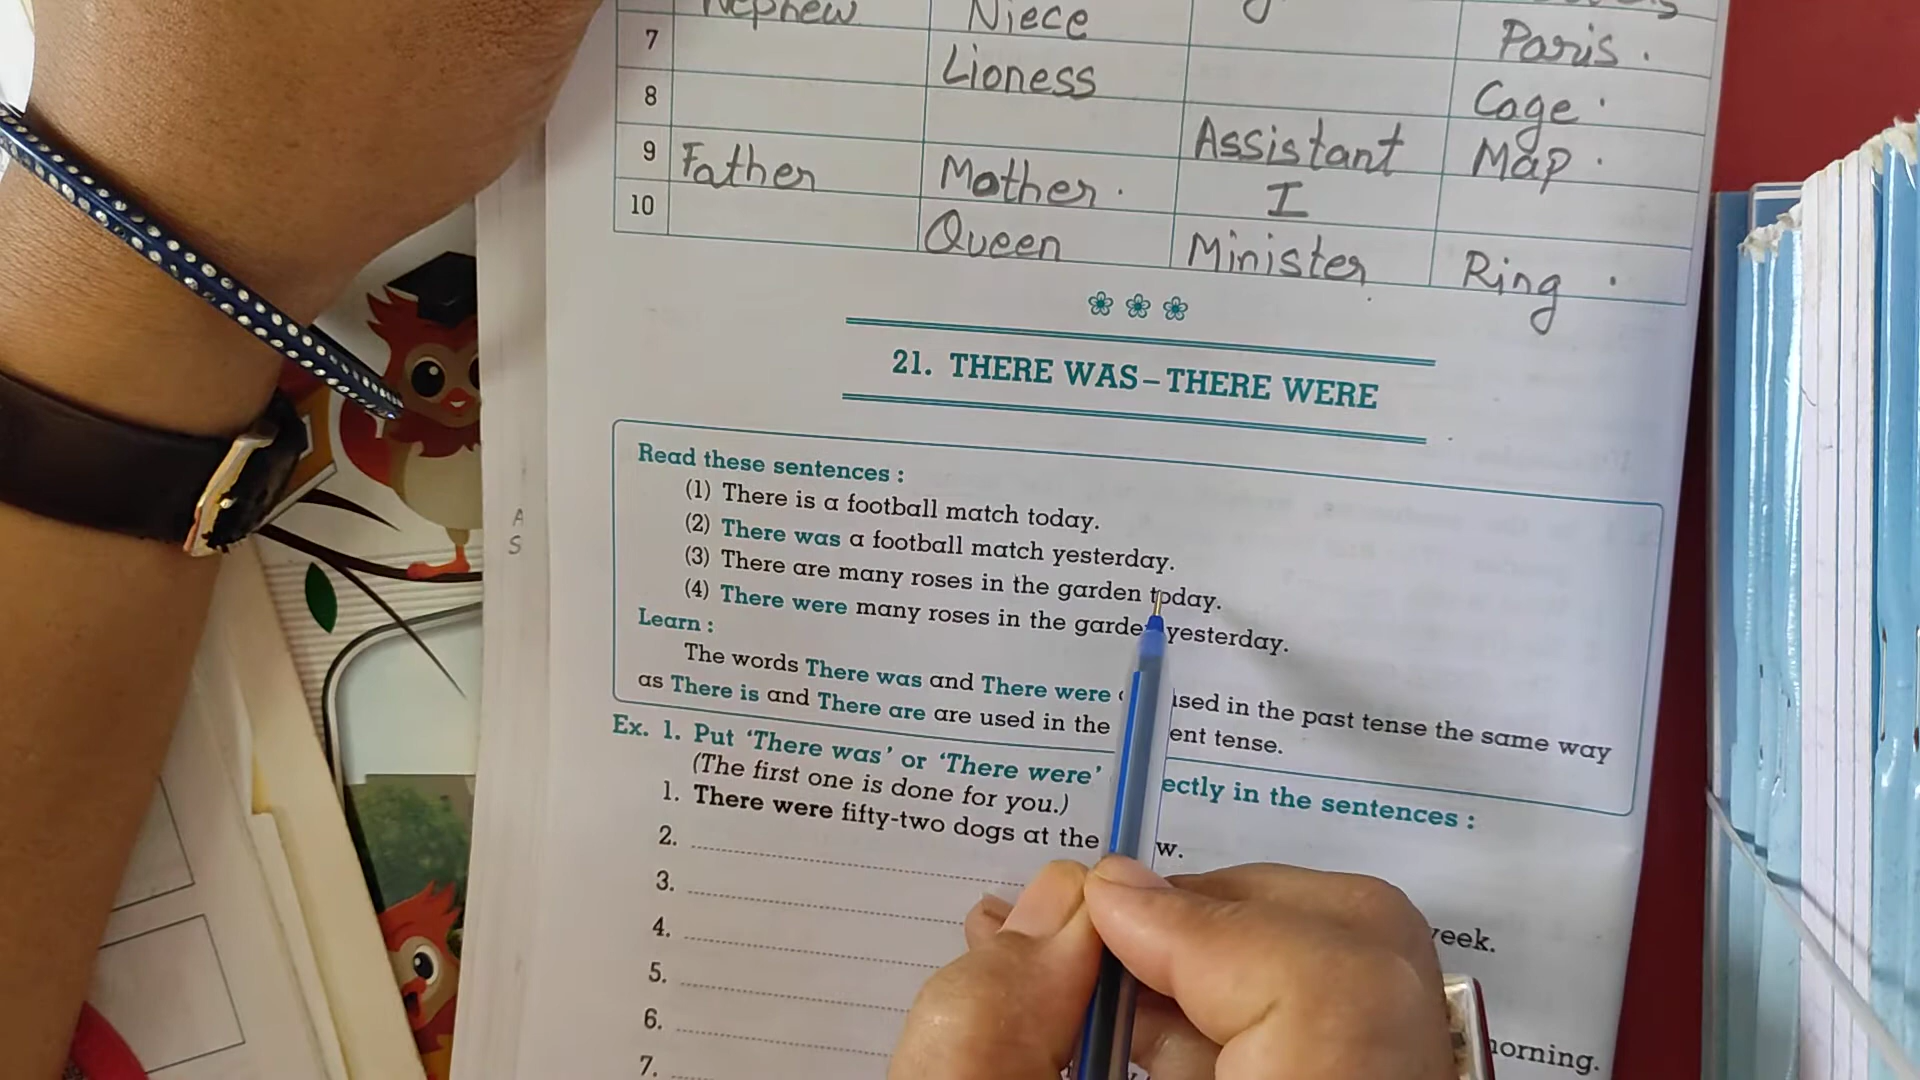 Nephew Niece
7 Lioness Paris.
8 Cage.
9 Father Mother. Assistant Map.
10 I
Queen Minister Ring.
21. THERE WAS – THERE WERE
Read these sentences :
(1) There is a football match today.
(2) There was a football match yesterday.
(3) There are many roses in the garden today.
(4) There were many roses in the garden yesterday.
Learn :
The words There was and There were used in the past tense the same way
as There is and There are are used in the tense.
Ex. 1. Put ‘There was’ or ‘There were’ in the sentences :
(The first one is done for you.)
1. There were fifty-two dogs at the
2.
3. week.
4.
5.
6. morning.
7.
A
S